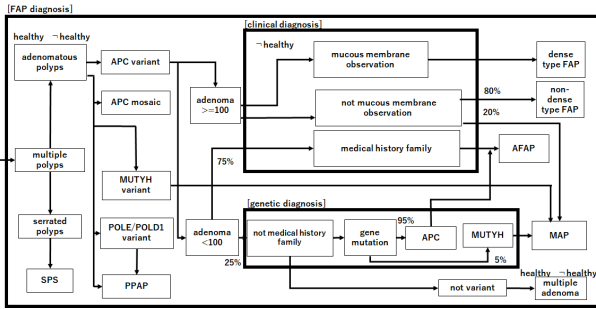 [FAP diagnosis]
[clinical diagnosis]
healthy ¬healthy
adenomatous
polyps
APC variant
¬healthy
mucous membrane
observation
dense
type FAP
APC mosaic
adenoma
>=100
not mucous membrane
observation
80%
20%
non-
dense
type FAP
multiple
polyps
MUTYH
variant
75%
medical history family
AFAP
[genetic diagnosis]
serrated
polyps
POLE/POLD1
variant
adenoma
<100
25%
not medical history
family
gene
mutation
95%
APC
MUTYH
5%
MAP
SPS
PPAP
not variant
healthy ¬healthy
multiple
adenoma